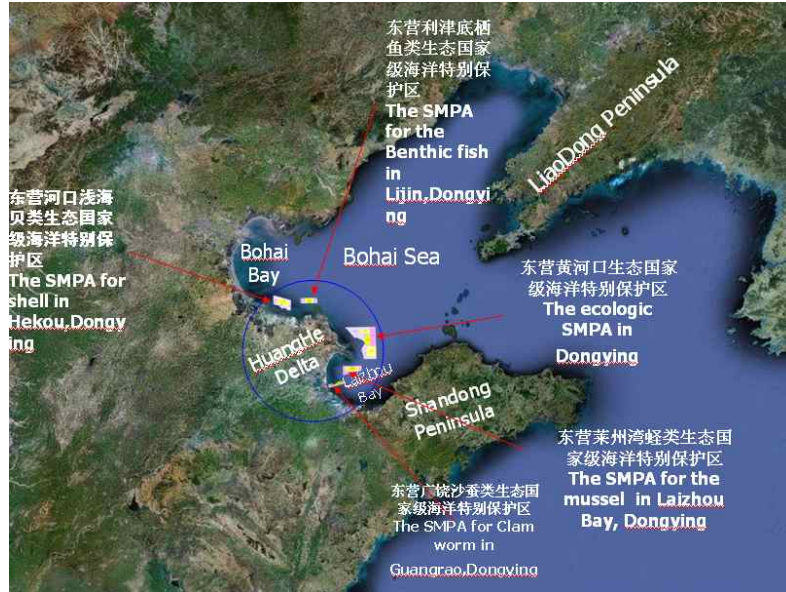 东营利津底栖
鱼类生态国家
级海洋特别保
护区
The SMPA
for the
Benthic fish
in
Lijin,Dongyi
ng
LiaoDong Peninsula
东营河口浅海
贝类生态国家
级海洋特别保
护区
The SMPA for
shell in
Hekou,Dongy
ing
Bohai
Bay
Bohai Sea
东营黄河口生态国家
级海洋特别保护区
The ecologic
SMPA in
Dongying
HuangHe
Delta
Laizhou
Bay
Shandong
Peninsula
东营莱州湾蛏类生态国
家级海洋特别保护区
The SMPA for the
mussel in Laizhou
Bay, Dongying
东营广饶沙蚕类生态国
家级海洋特别保护区
The SMPA for Clam
worm in
Guangrao,Dongying